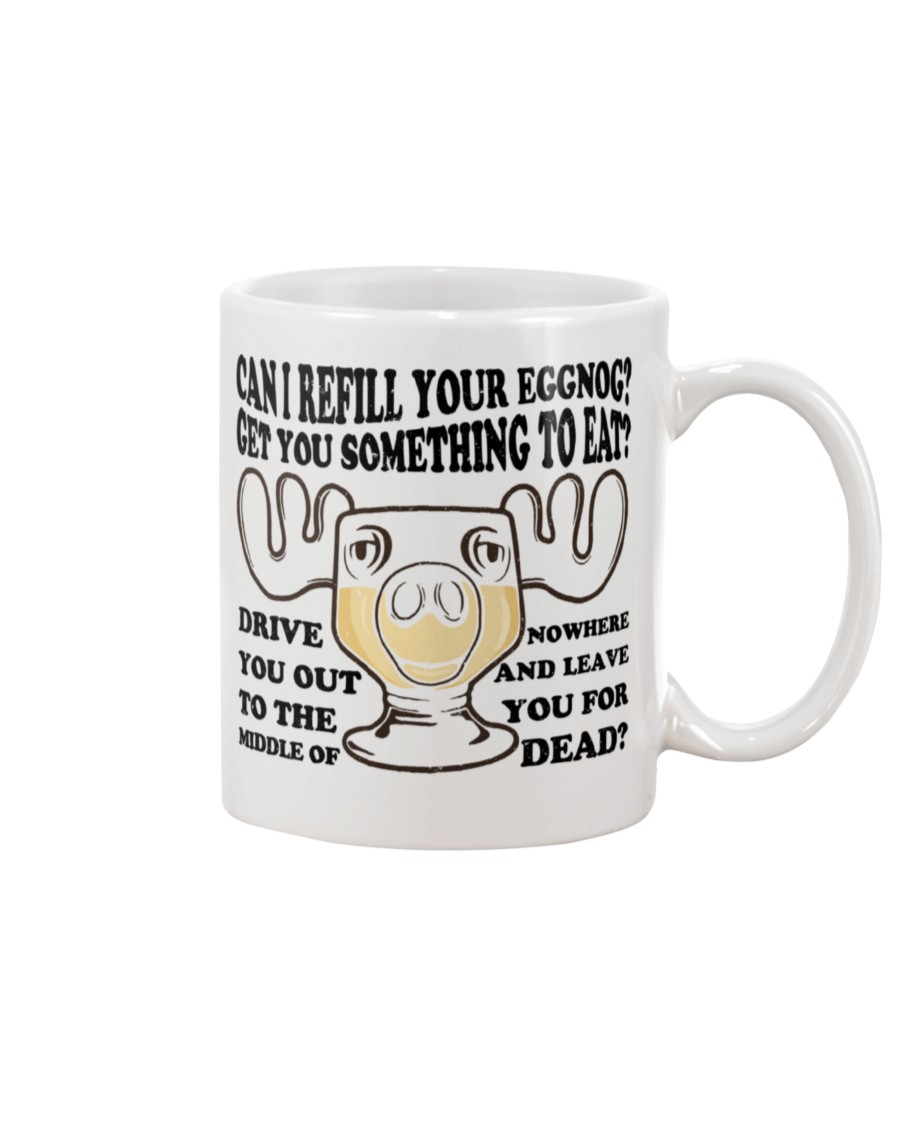 CAN I REFILL YOUR EGGNOG?
GET YOU SOMETHING TO EAT?
DRIVE
YOU OUT
TO THE
MIDDLE OF
NOWHERE
AND LEAVE
YOU FOR
DEAD?